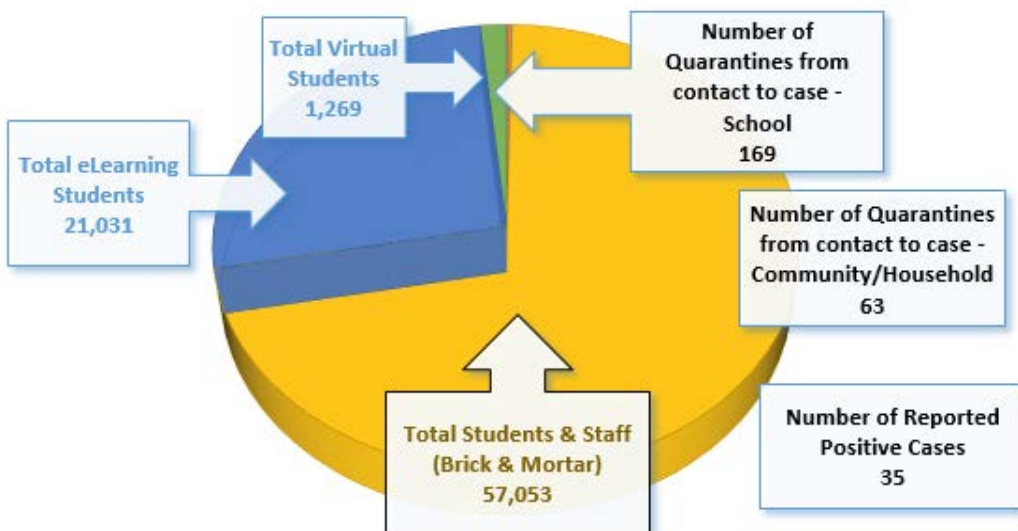 Total Virtual
Students
1,269
Number of
Quarantines from
contact to case -
School
169
Total eLearning
Students
21,031
Number of Quarantines
from contact to case -
Community/Household
63
Total Students & Staff
(Brick & Mortar)
57,053
Number of Reported
Positive Cases
35